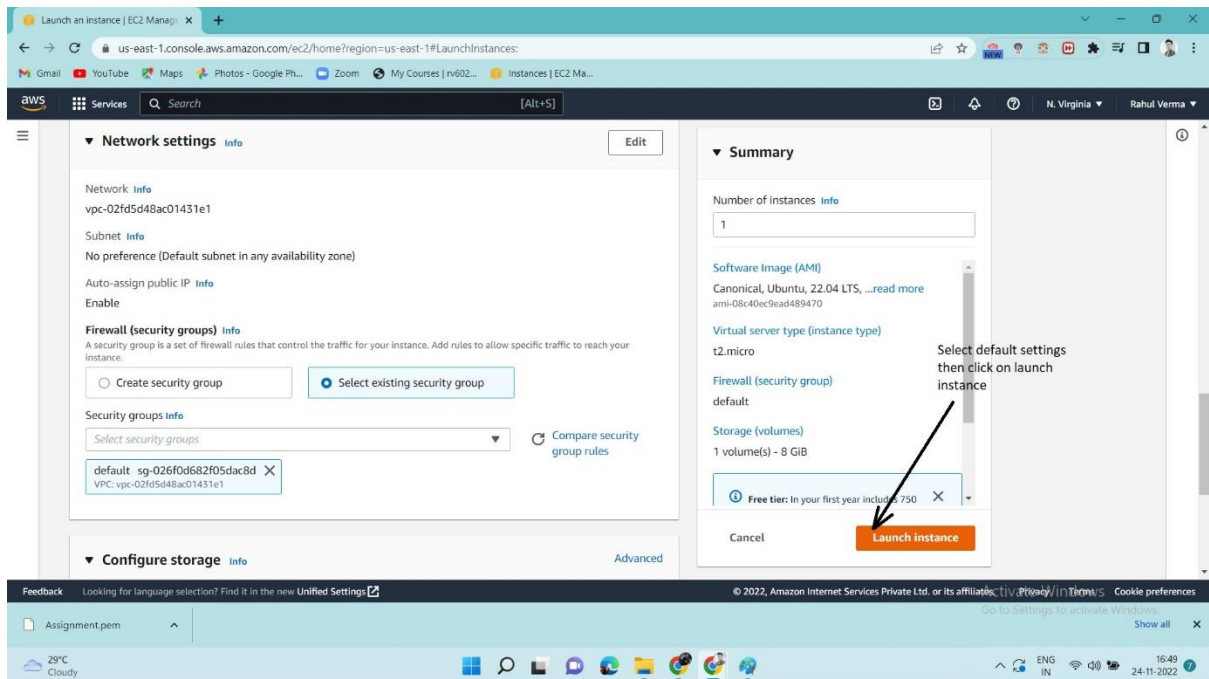 Launch an instance | EC2 Manage
us-east-1.console.aws.amazon.com/ec2/home?region=us-east-1#LaunchInstances:
NEW
Gmail YouTube Maps Photos - Google Ph... Zoom My Courses | rv602... Instances | EC2 Ma...
aws Services Search [Alt+S] N. Virginia ▼ Rahul Verma ▼
▼ Network settings Info
Edit
Network Info
vpc-02fd5d48ac01431e1
Subnet Info
No preference (Default subnet in any availability zone)
Auto-assign public IP Info
Enable
Firewall (security groups) Info
A security group is a set of firewall rules that control the traffic for your instance. Add rules to allow specific traffic to reach your
instance.
Create security group
Select existing security group
Security groups Info
Select security groups
Compare security
group rules
default sg-026f0d682f05dac8d
VPC: vpc-02fd5d48ac01431e1
▼ Configure storage Info
Advanced
▼ Summary
Number of instances Info
1
Software Image (AMI)
Canonical, Ubuntu, 22.04 LTS, ...read more
ami-08c40ec9ead489470
Virtual server type (instance type)
t2.micro
Firewall (security group)
default
Storage (volumes)
1 volume(s) - 8 GiB
Free tier: In your first year includes 750
Cancel
Launch instance
Select default settings
then click on launch
instance
Feedback Looking for language selection? Find it in the new Unified Settings
© 2022, Amazon Internet Services Private Ltd. or its affiliates. Privacy Terms Cookie preferences
Activate Windows
Go to Settings to activate Windows.
Assignment.pem
Show all
29°C
Cloudy
ENG
IN
16:49
24-11-2022
2